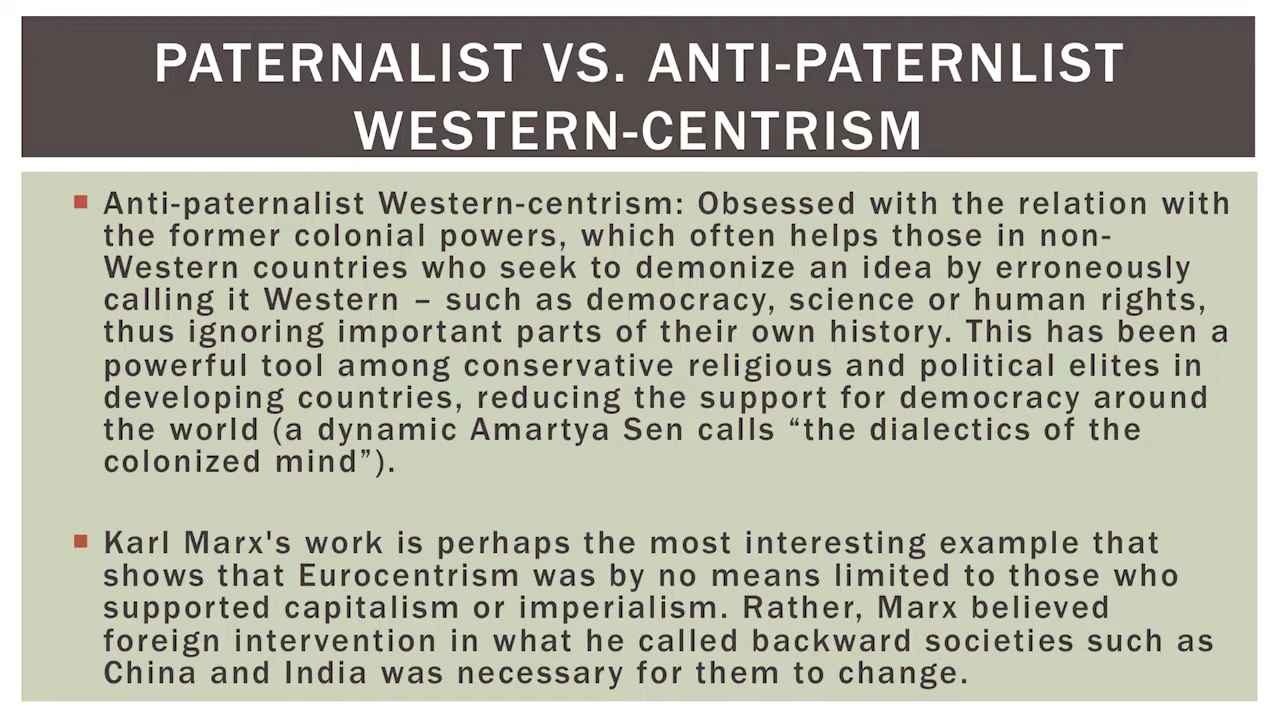 PATERNALIST VS. ANTI-PATERNLIST
WESTERN-CENTRISM
Anti-paternalist Western-centrism: Obsessed with the relation with
the former colonial powers, which often helps those in non-
Western countries who seek to demonize an idea by erroneously
calling it Western – such as democracy, science or human rights,
thus ignoring important parts of their own history. This has been a
powerful tool among conservative religious and political elites in
developing countries, reducing the support for democracy around
the world (a dynamic Amartya Sen calls “the dialectics of the
colonized mind”).
Karl Marx's work is perhaps the most interesting example that
shows that Eurocentrism was by no means limited to those who
supported capitalism or imperialism. Rather, Marx believed
foreign intervention in what he called backward societies such as
China and India was necessary for them to change.